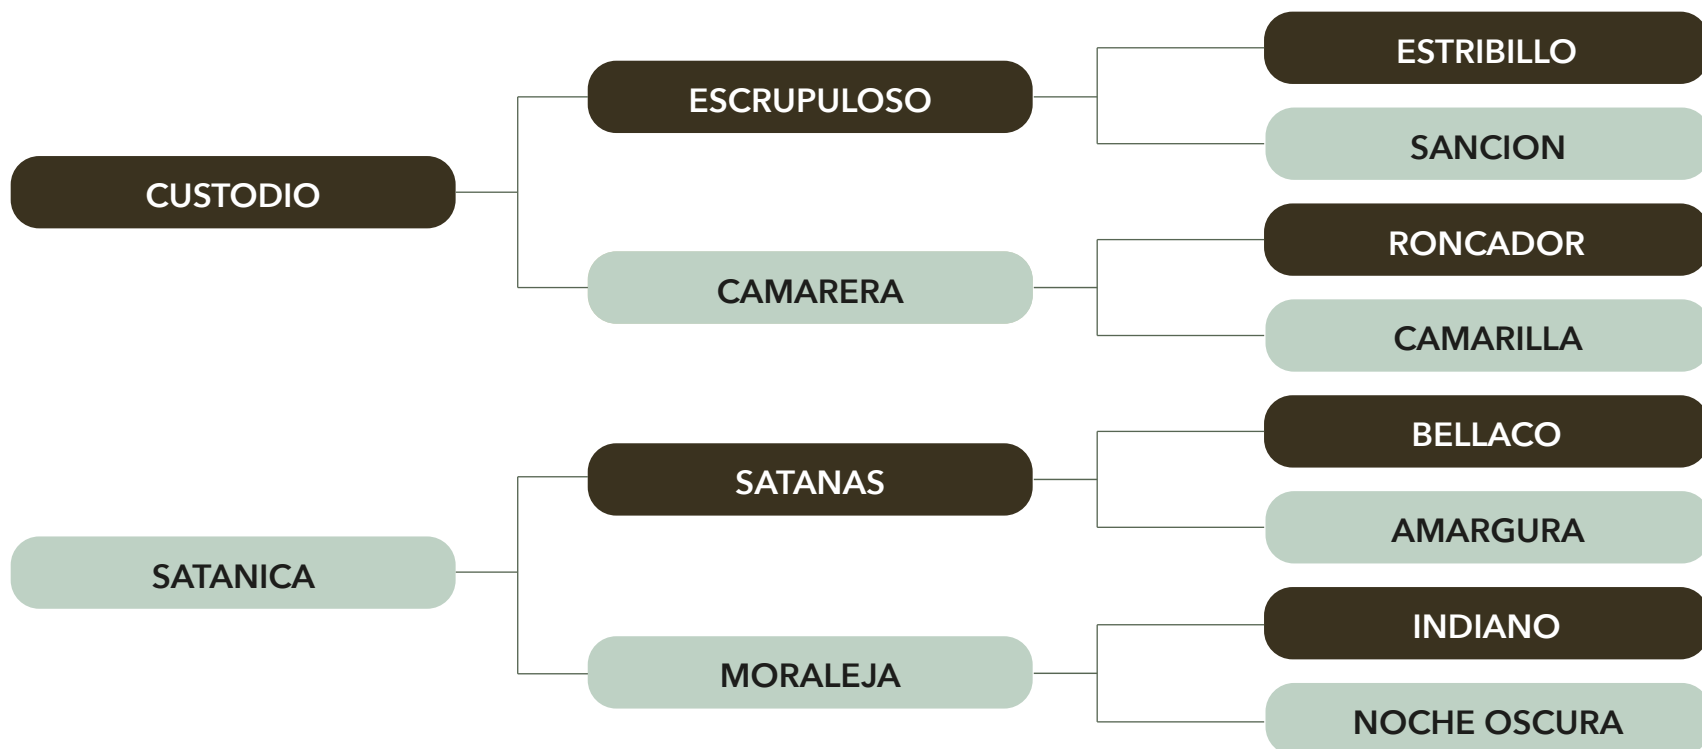 ESTRIBILLO
ESCRUPULOSO
SANCION
CUSTODIO
RONCADOR
CAMARERA
CAMARILLA
BELLACO
SATANAS
AMARGURA
SATANICA
INDIANO
MORALEJA
NOCHE OSCURA